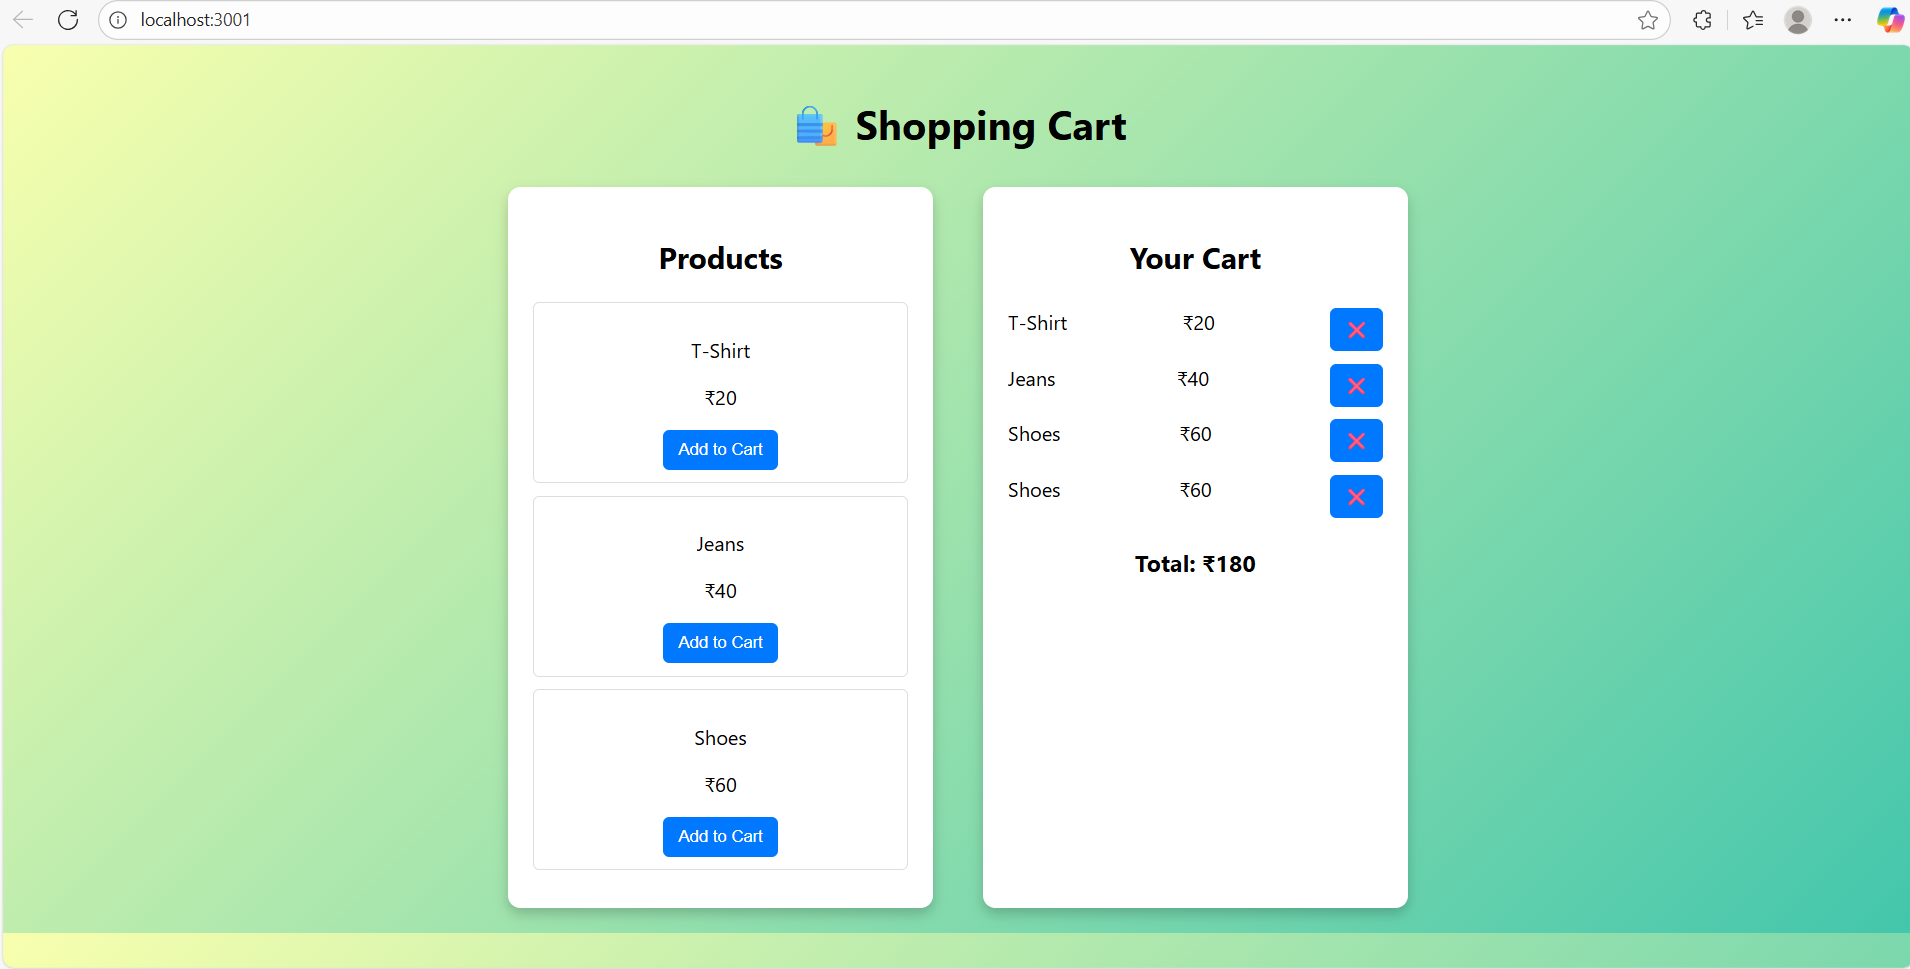 localhost:3001
Shopping Cart
Products
T-Shirt
₹20
Add to Cart
Jeans
₹40
Add to Cart
Shoes
₹60
Add to Cart
Your Cart
T-Shirt ₹20
Jeans ₹40
Shoes ₹60
Shoes ₹60
Total: ₹180